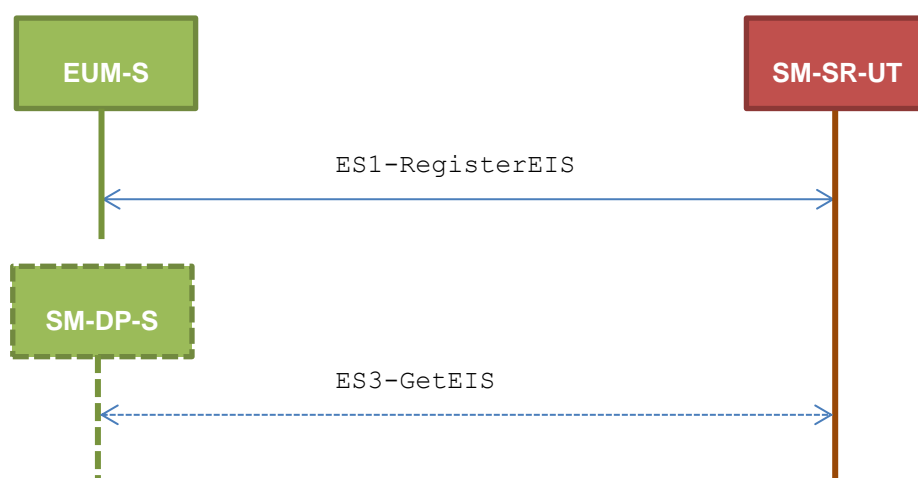 EUM-S
SM-SR-UT
ES1-RegisterEIS
SM-DP-S
ES3-GetEIS